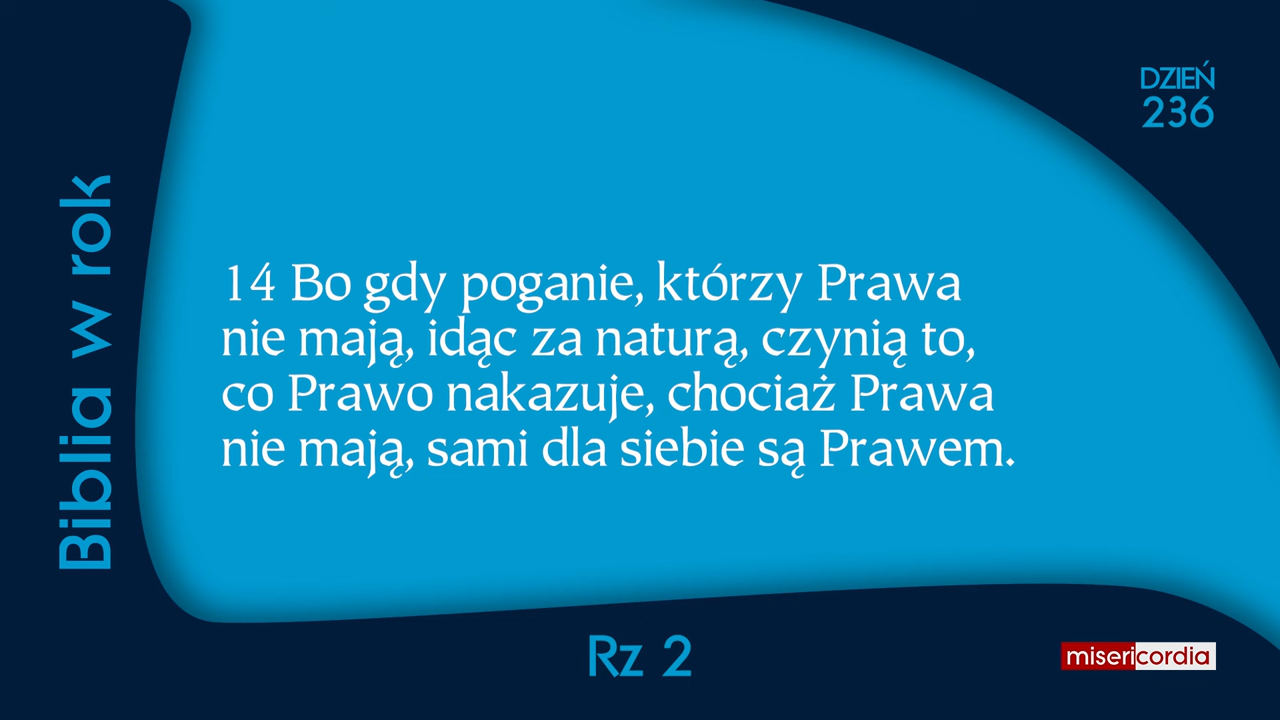 Biblia w rok
DZIEŃ
236
14 Bo gdy poganie, którzy Prawa
nie mają, idąc za naturą, czynią to,
co Prawo nakazuje, chociaż Prawa
nie mają, sami dla siebie są Prawem.
Rz 2
misericordia